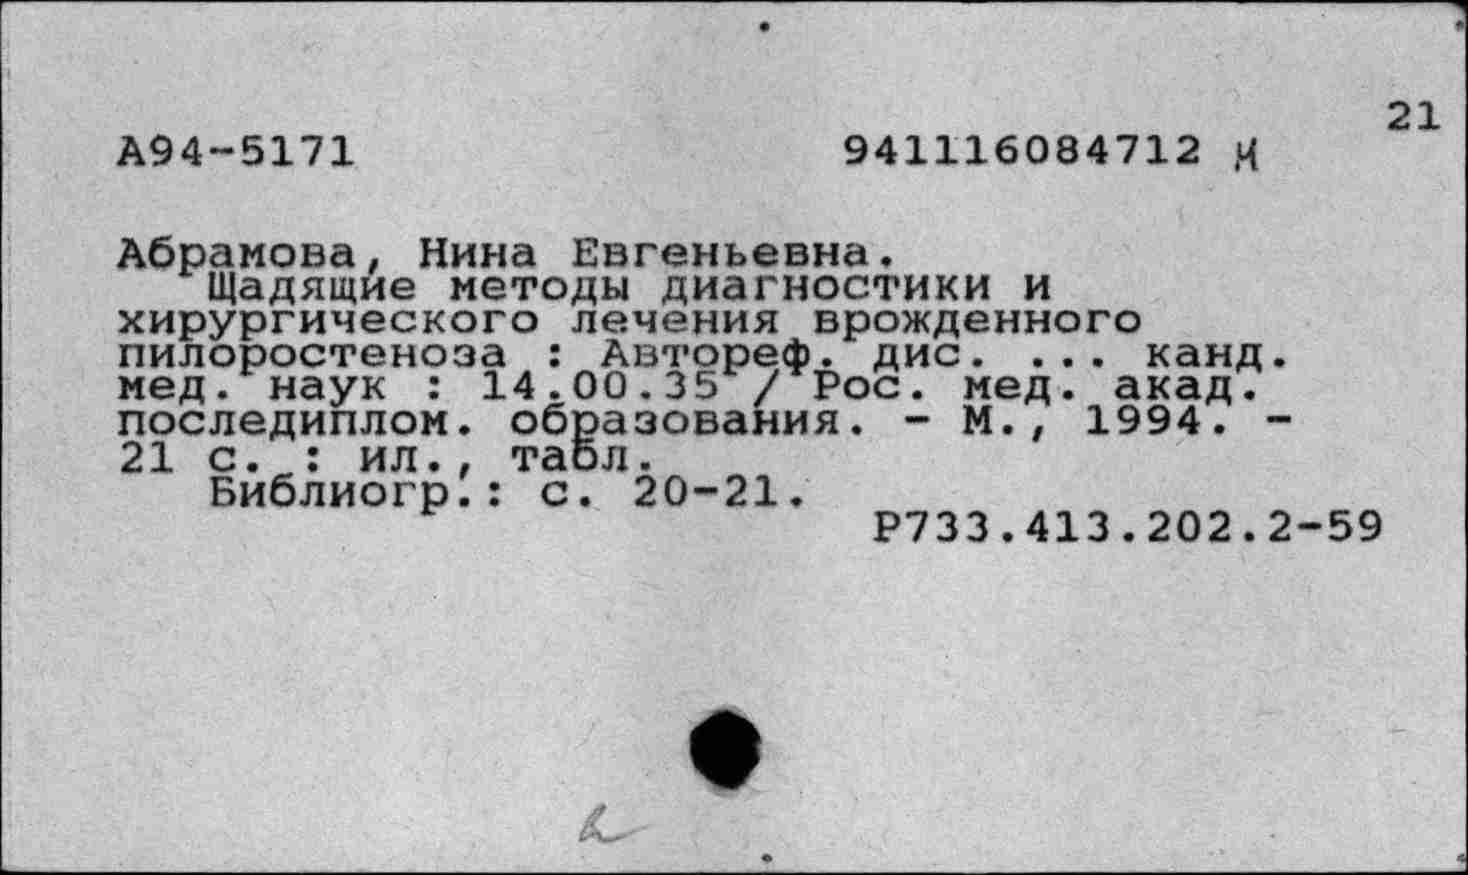 21
А94-5171 941116084712 И
Абрамова, Нина Евгеньевна.
Щадящие методы диагностики и
хирургического лечения врожденного
пилоростеноза : Автореф. дис. ... канд.
мед. наук : 14.00.35 / Рос. мед. акад.
последиплом. образования. - М., 1994. -
21 с. : ил., табл.
Библиогр.: с. 20-21.
Р733.413.202.2-59